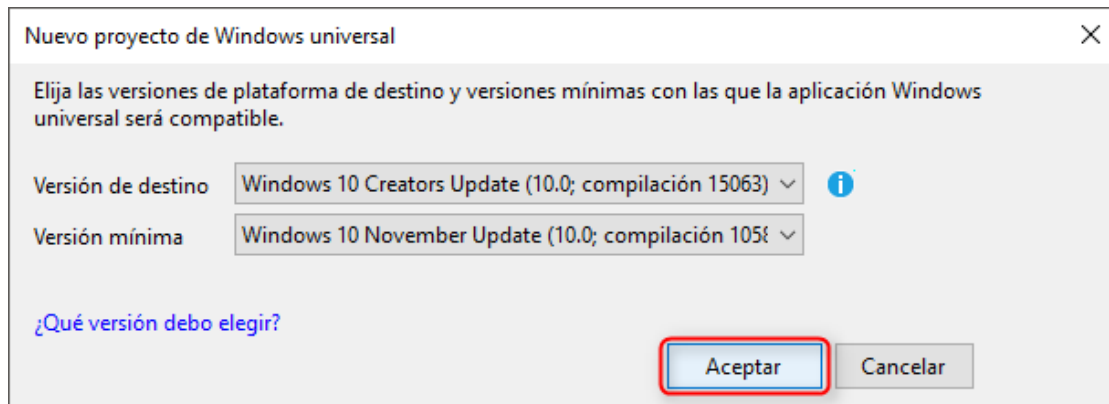 Nuevo proyecto de Windows universal
Elija las versiones de plataforma de destino y versiones mínimas con las que la aplicación Windows
universal será compatible.
Versión de destino Windows 10 Creators Update (10.0; compilación 15063)
Versión mínima Windows 10 November Update (10.0; compilación 1058
¿Qué versión debo elegir?
Aceptar Cancelar